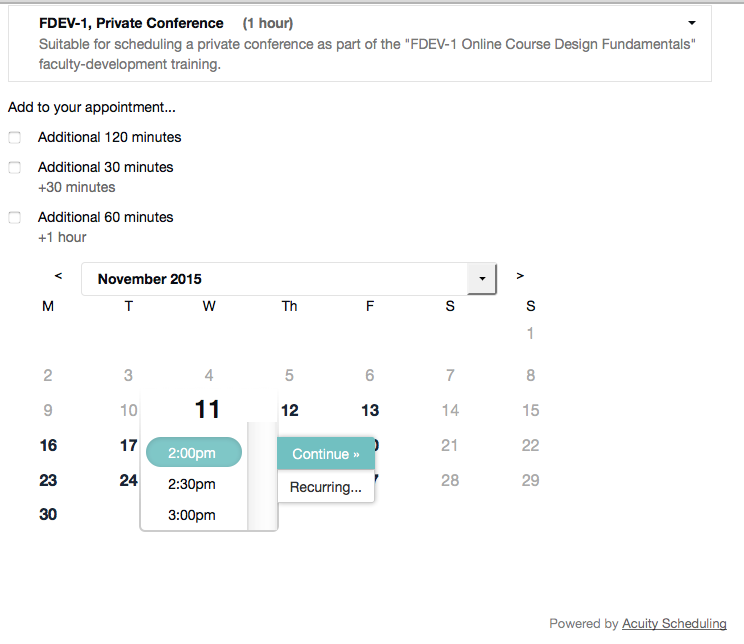 FDEV-1, Private Conference (1 hour)
Suitable for scheduling a private conference as part of the "FDEV-1 Online Course Design Fundamentals"
faculty-development training.
Add to your appointment...
Additional 120 minutes
Additional 30 minutes
+30 minutes
Additional 60 minutes
+1 hour
< November 2015 >
M T W Th F S S
1
2 3 4 5 6 7 8
9 10 11 12 13 14 15
16 17 21 22
2:00pm Continue »
23 24 28 29
2:30pm Recurring...
30
3:00pm
Powered by Acuity Scheduling